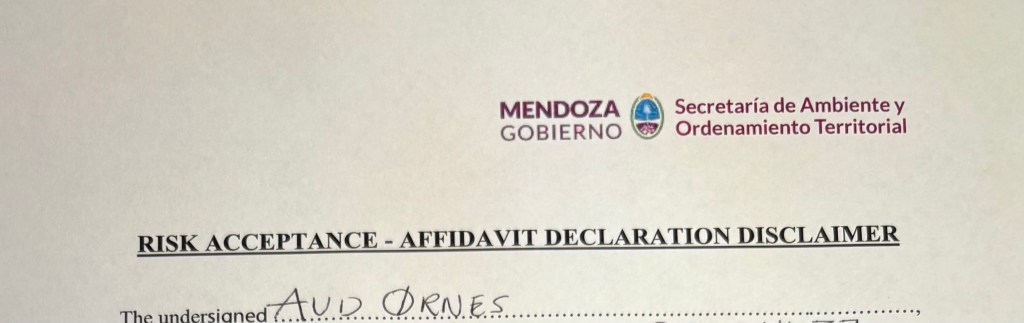 MENDOZA
GOBIERNO
Secretaría de Ambiente y
Ordenamiento Territorial
RISK ACCEPTANCE - AFFIDAVIT DECLARATION DISCLAIMER
The undersigned AUD ØRNES ,